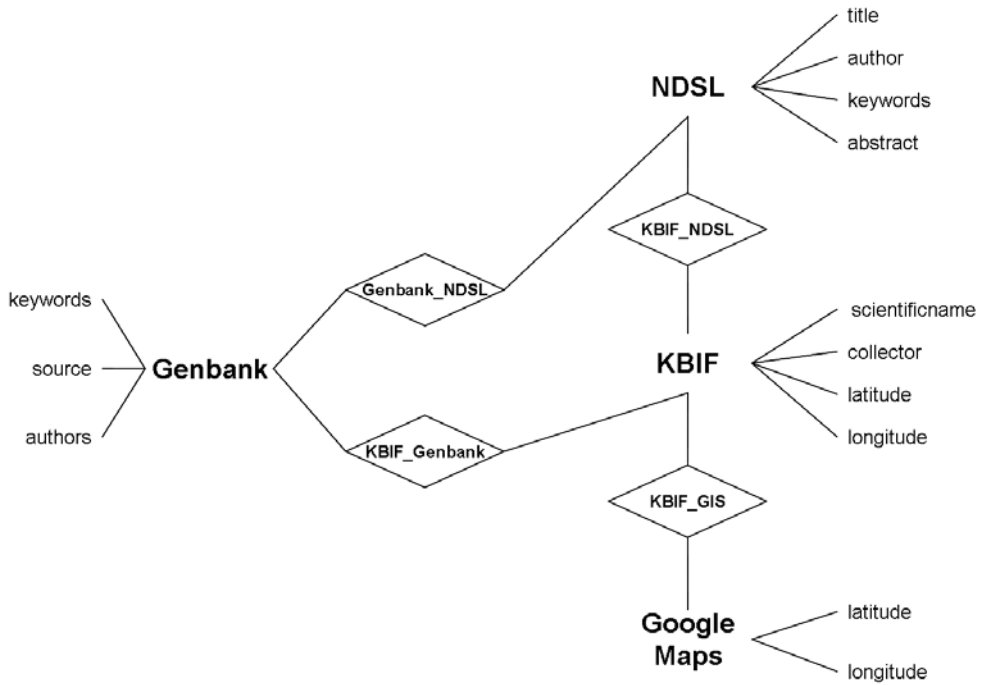 title
author
NDSL
keywords
abstract
KBIF_NDSL
Genbank_NDSL
keywords
source
authors
Genbank
scientificname
collector
KBIF
latitude
longitude
KBIF_Genbank
KBIF_GIS
Google
Maps
latitude
longitude